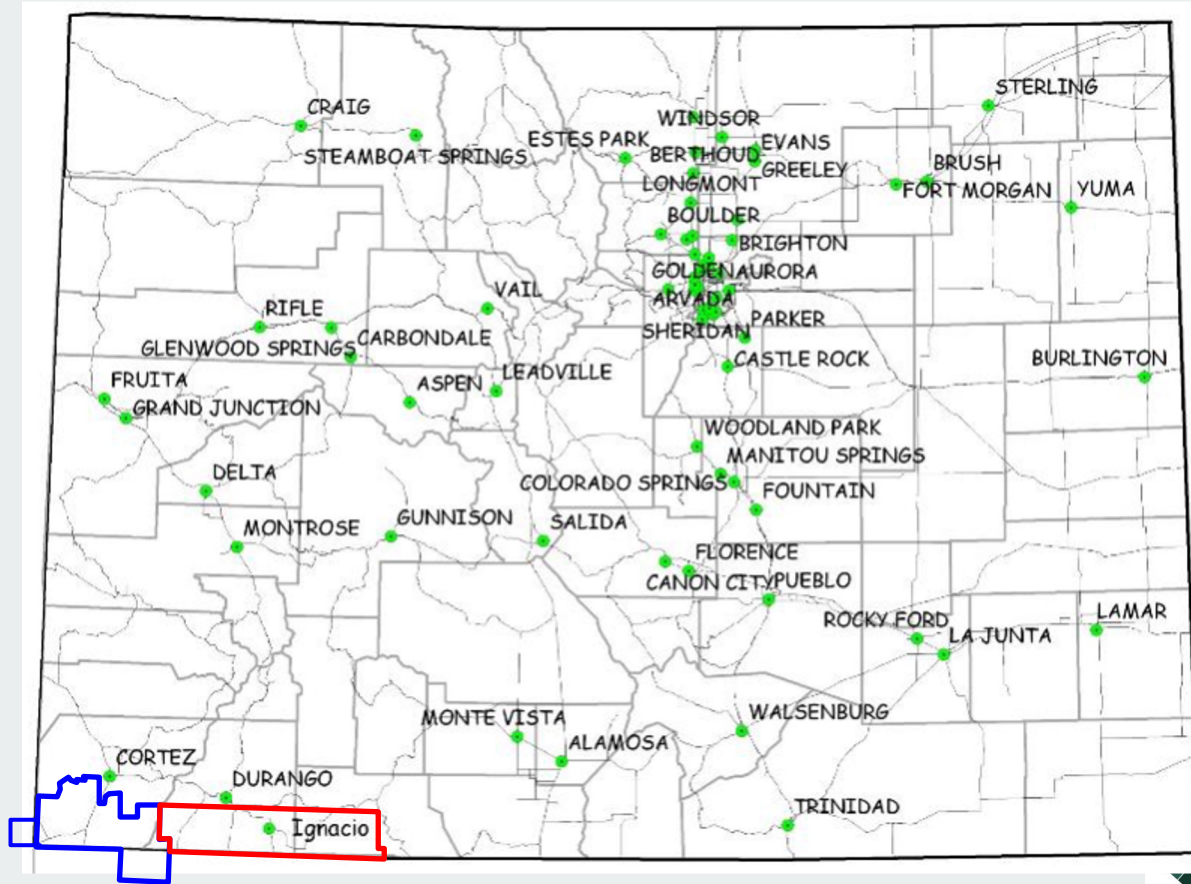 STERLING
CRAIG
WINDSOR
STEAMBOAT SPRINGS
ESTES PARK
BERTHOUD
EVANS
GREELEY
BRUSH
LONGMONT
FORT MORGAN
YUMA
BOULDER
BRIGHTON
GOLDEN
AURORA
VAIL
ARVADA
RIFLE
PARKER
SHERIDAN
CARBONDALE
GLENWOOD SPRINGS
CASTLE ROCK
BURLINGTON
LEADVILLE
FRUITA
ASPEN
GRAND JUNCTION
WOODLAND PARK
MANITOU SPRINGS
DELTA
COLORADO SPRINGS
FOUNTAIN
GUNNISON
SALIDA
MONTROSE
FLORENCE
CANON CITY
PUEBLO
ROCKY FORD
LAMAR
LA JUNTA
WALSENBURG
MONTE VISTA
ALAMOSA
CORTEZ
DURANGO
TRINIDAD
Ignacio